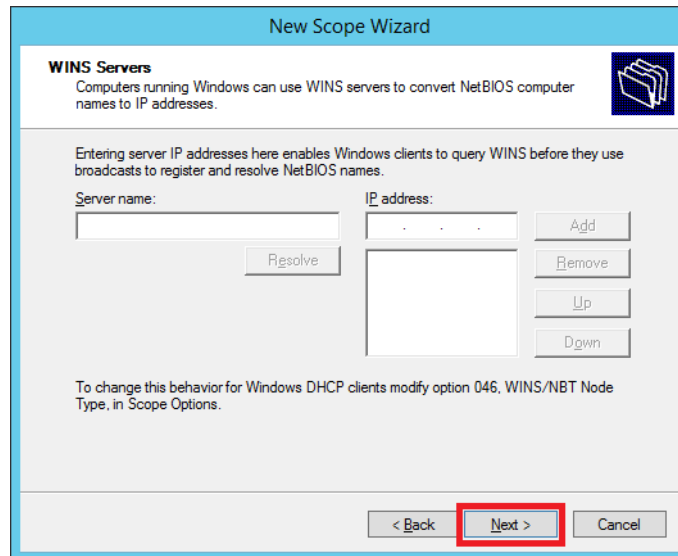 New Scope Wizard
WINS Servers
Computers running Windows can use WINS servers to convert NetBIOS computer
names to IP addresses.
Entering server IP addresses here enables Windows clients to query WINS before they use
broadcasts to register and resolve NetBIOS names.
Server name:
IP address:
Add
Resolve
Remove
Up
Down
To change this behavior for Windows DHCP clients modify option 046, WINS/NBT Node
Type, in Scope Options.
< Back
Next >
Cancel